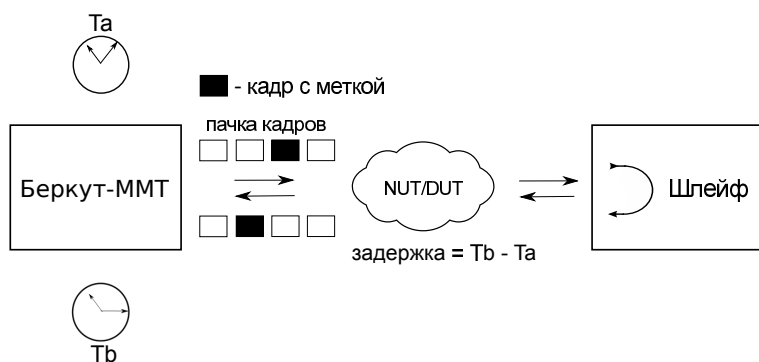 Ta
- кадр с меткой
пачка кадров
Беркут-ММТ
NUT/DUT
Шлейф
задержка = Tb - Ta
Tb